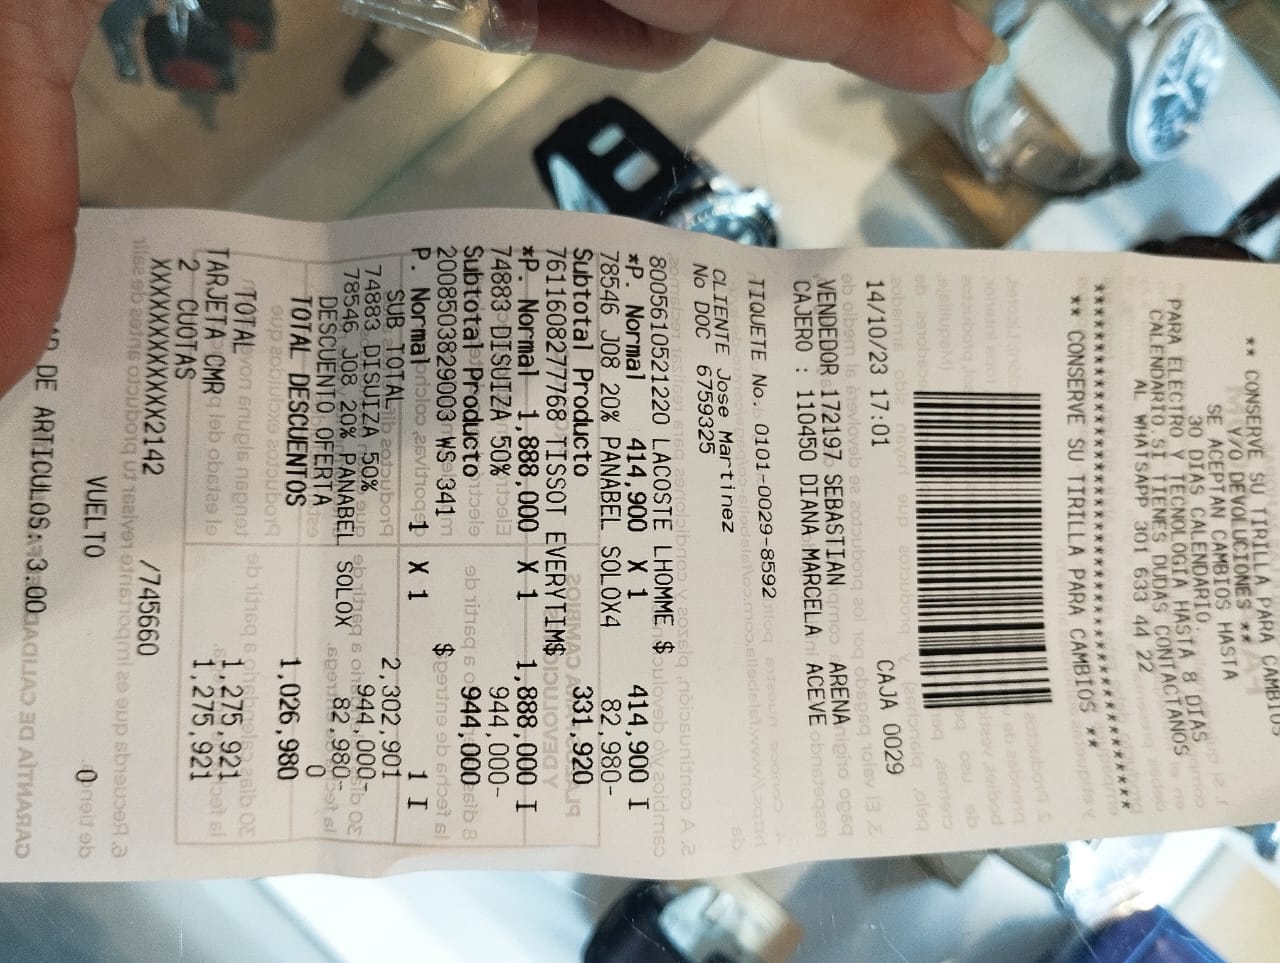 ** CONSERVE SU TIRILLA PARA CAMBIOS
Y/O DEVOLUCIONES **
SE ACEPTAN CAMBIOS HASTA
30 DIAS CALENDARIO.
PARA ELECTRO Y TECNOLOGIA HASTA 8 DIAS
CALENDARIO.SI TIENES DUDAS CONTACTANOS
AL WHATSAPP 301 633 44 22
** CONSERVE SU TIRILLA PARA CAMBIOS **
14/10/23 17:01 CAJA 0029
VENDEDOR 172197 SEBASTIAN ARENA
CAJERO : 110450 DIANA MARCELA ACEVE
TIQUETE No. 0101-0029-8592
CLIENTE Jose Martinez
No DOC 6759325
8005610521220 LACOSTE LHOMME $
*P. Normal 414,900 X 1 414,900 I
78546 J08 20% PANABEL SOLOX4 82,980-
Subtotal Producto 331,920
7611608277768 TISSOT EVERYTIM$
*P. Normal 1,888,000 X 1 1,888,000 I
74883 DISUIZA 50% 944,000-
Subtotal Producto 944,000
2008503829003 WS 341 $
P. Normal 1 X 1 1 I
SUB TOTAL 2,302,901
74883 DISUIZA 50% 944,000-
78546 J08 20% PANABEL SOLOX 82,980-
DESCUENTO OFERTA 0
TOTAL DESCUENTOS 1,026,980
TOTAL 1,275,921
TARJETA CMR 1,275,921
2 CUOTAS
XXXXXXXXXXXX2142 /745660
VUELTO 0
DE ARTICULOS: 3.00